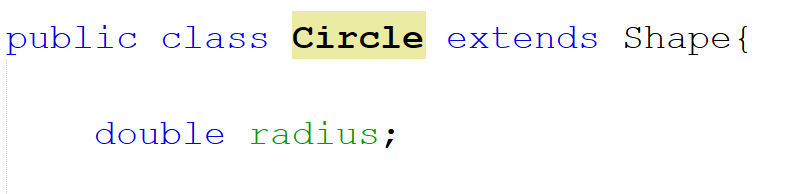 public class Circle extends Shape{
double radius;